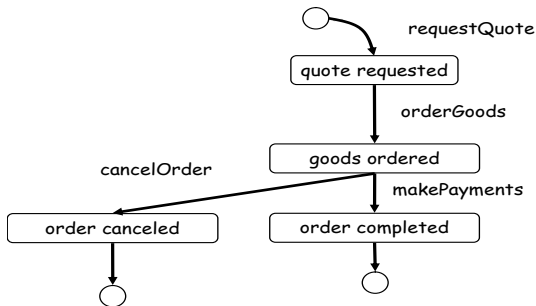 requestQuote
quote requested
orderGoods
goods ordered
cancelOrder
makePayments
order canceled
order completed